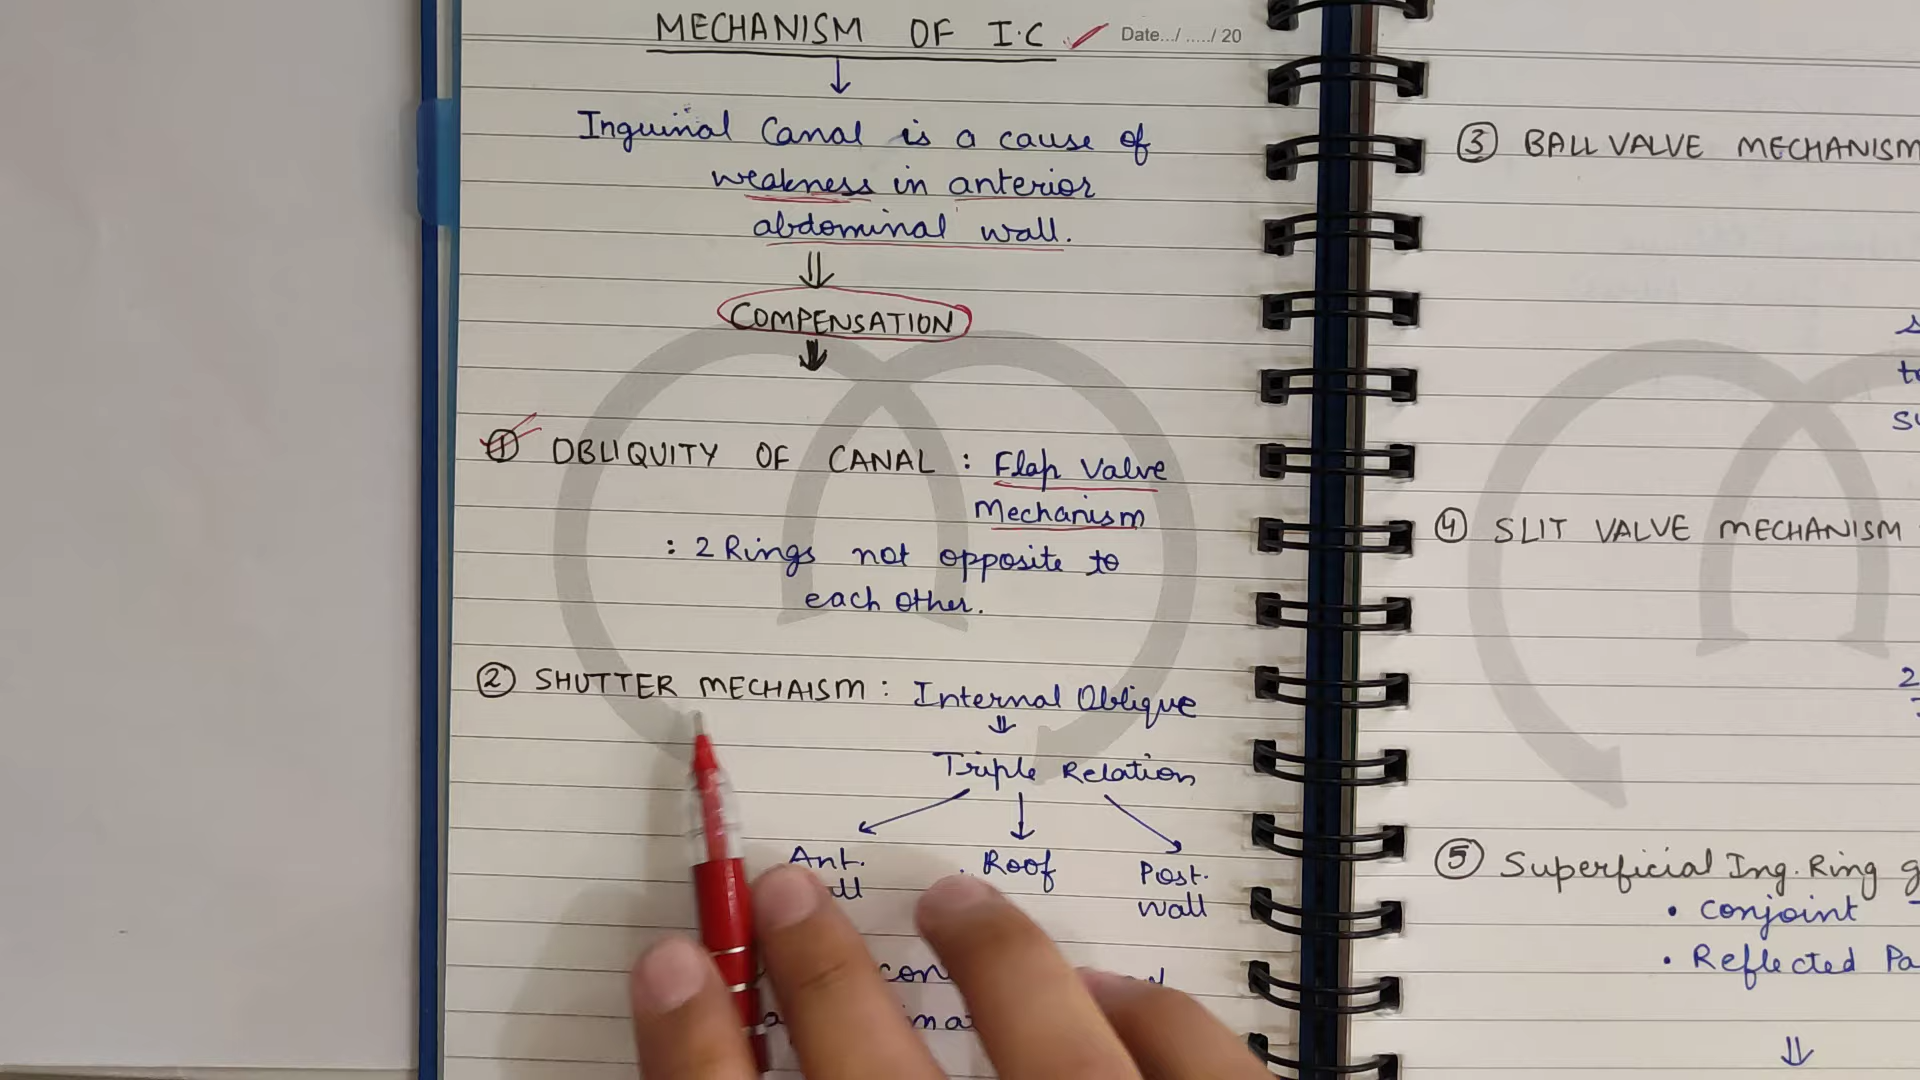 MECHANISM OF I.C. Date.../ ...../ 20
Inguinal Canal is a cause of
weakness in anterior
abdominal wall.
COMPENSATION
① OBLIQUITY OF CANAL : Flap Valve
Mechanism
: 2 Rings not opposite to
each other.
② SHUTTER MECHAISM : Internal Oblique
Triple Relation
Ant. Roof Post.
wall
③ BALL VALVE MECHANISM
④ SLIT VALVE MECHANISM
2
⑤ Superficial Ing. Ring
• Conjoint
• Reflected Pa